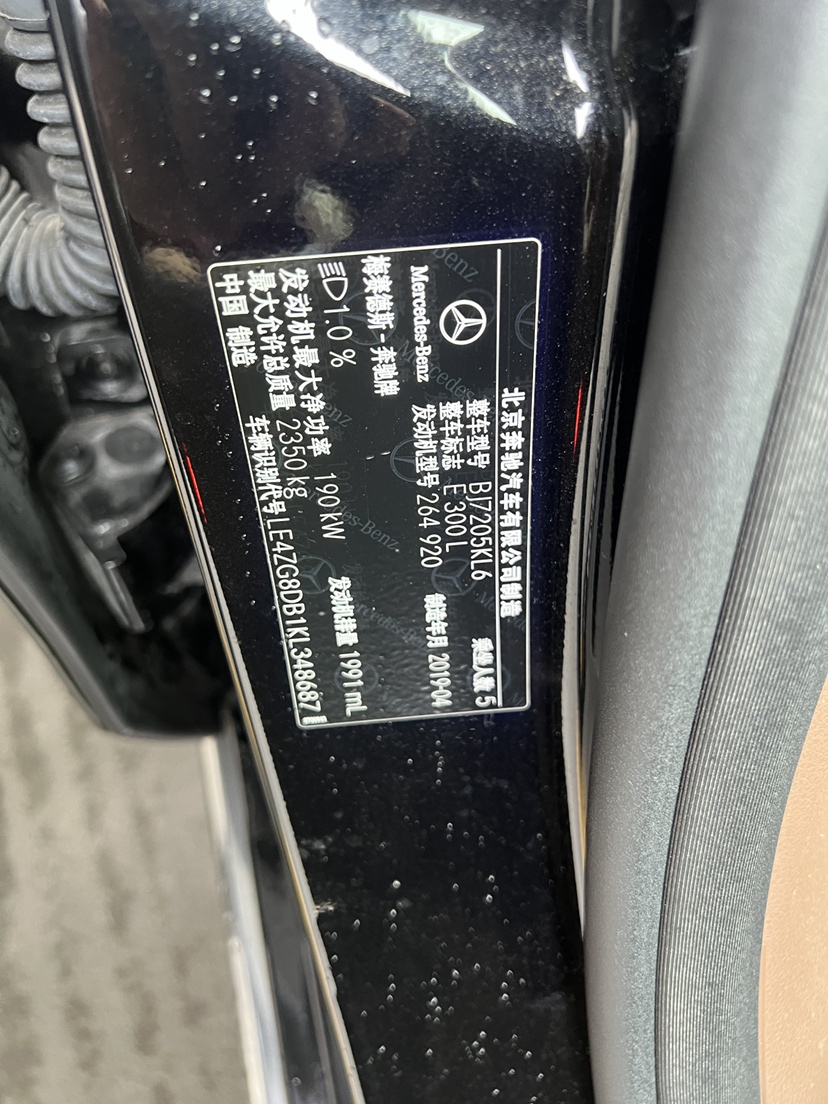 北京奔驰汽车有限公司制造
整车型号 BJ7205KL6 乘坐人数 5
整车标志 E 300 L
Mercedes-Benz 发动机型号 264 920 制造年月 2019-04
梅赛德斯-奔驰牌
1.0 %
发动机最大净功率 190 kW 发动机排量 1991 mL
最大允许总质量 2350 kg
中国 制造 车辆识别代号 LE4ZG8DB1KL348687